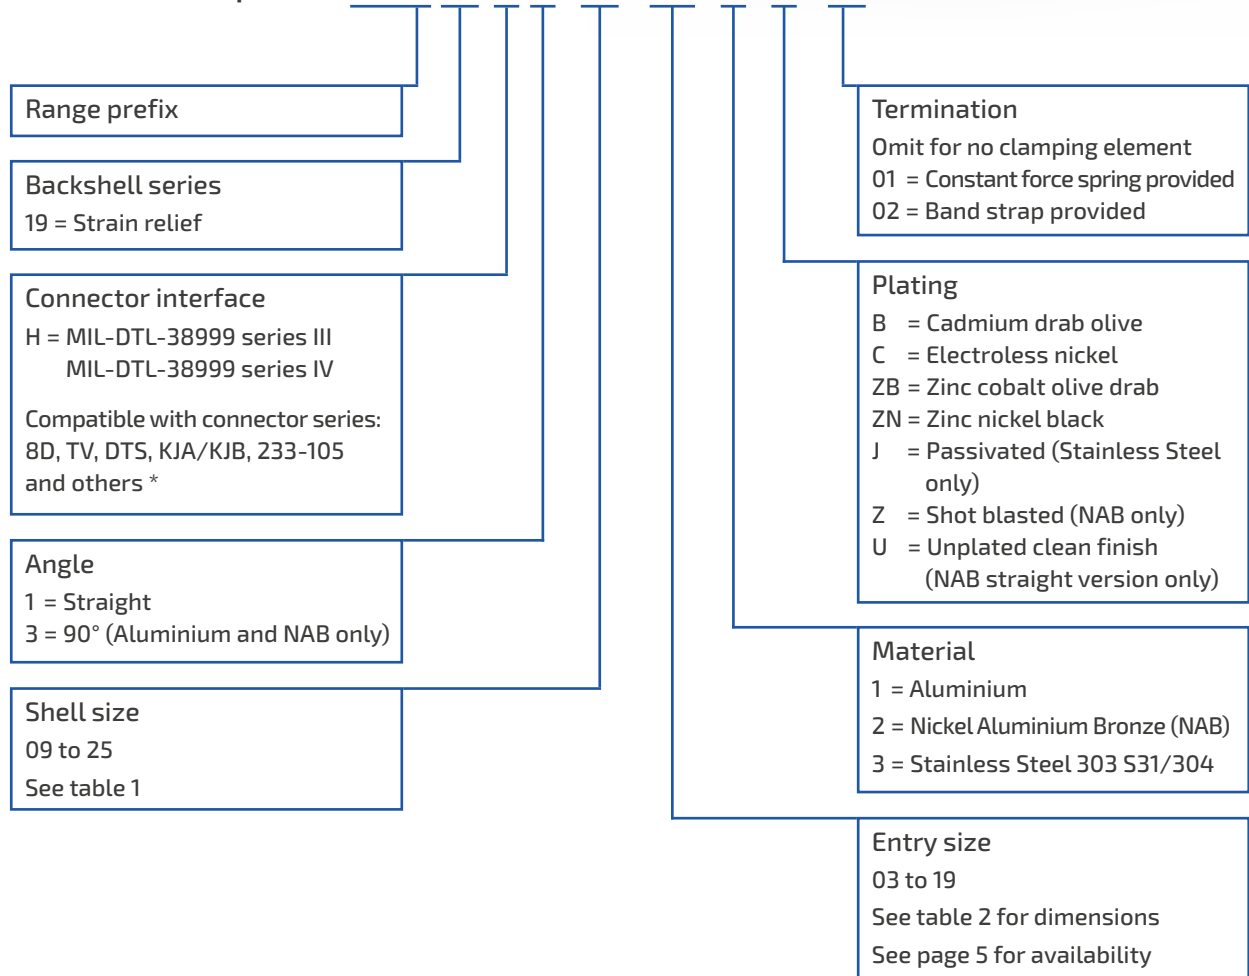 Range prefix
Backshell series
19 = Strain relief
Connector interface
H = MIL-DTL-38999 series III
MIL-DTL-38999 series IV
Compatible with connector series:
8D, TV, DTS, KJA/KJB, 233-105
and others *
Angle
1 = Straight
3 = 90° (Aluminium and NAB only)
Shell size
09 to 25
See table 1
Termination
Omit for no clamping element
01 = Constant force spring provided
02 = Band strap provided
Plating
B = Cadmium drab olive
C = Electroless nickel
ZB = Zinc cobalt olive drab
ZN = Zinc nickel black
J = Passivated (Stainless Steel
only)
Z = Shot blasted (NAB only)
U = Unplated clean finish
(NAB straight version only)
Material
1 = Aluminium
2 = Nickel Aluminium Bronze (NAB)
3 = Stainless Steel 303 S31/304
Entry size
03 to 19
See table 2 for dimensions
See page 5 for availability